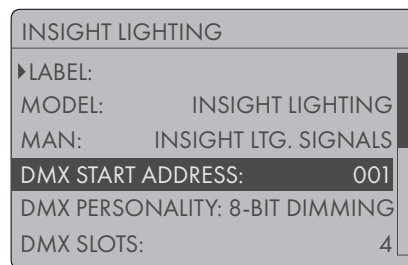 INSIGHT LIGHTING
LABEL:
MODEL: INSIGHT LIGHTING
MAN: INSIGHT LTG. SIGNALS
DMX START ADDRESS: 001
DMX PERSONALITY: 8-BIT DIMMING
DMX SLOTS: 4